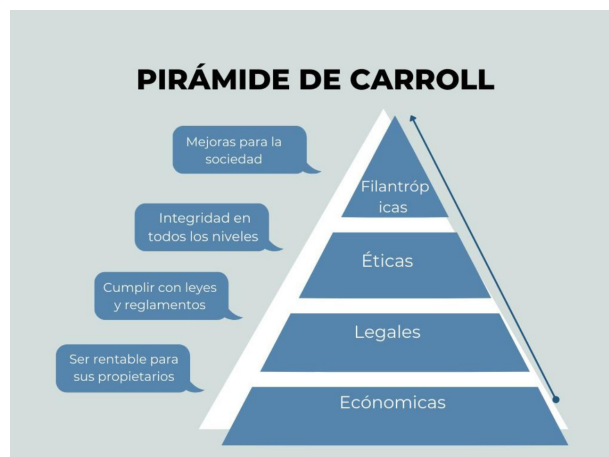 PIRÁMIDE DE CARROLL
Mejoras para la
sociedad
Filantróp
icas
Integridad en
todos los niveles
Éticas
Cumplir con leyes
y reglamentos
Legales
Ser rentable para
sus propietarios
Ecónomicas